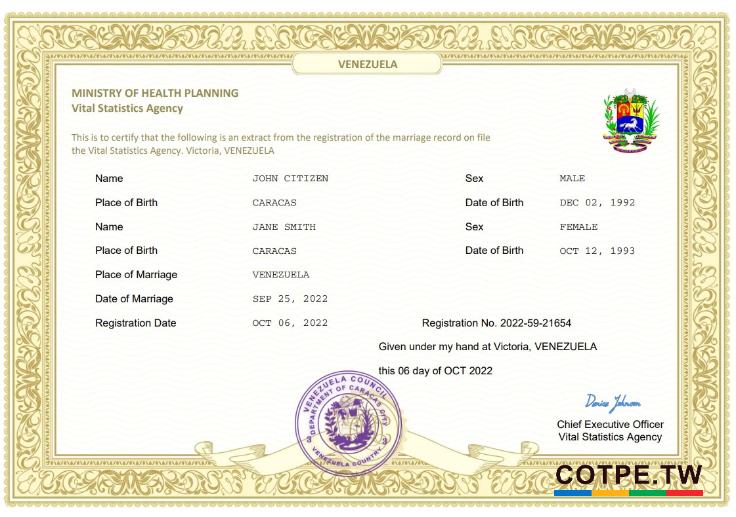 VENEZUELA
MINISTRY OF HEALTH PLANNING
Vital Statistics Agency
This is to certify that the following is an extract from the registration of the marriage record on file
the Vital Statistics Agency. Victoria, VENEZUELA
Name JOHN CITIZEN Sex MALE
Place of Birth CARACAS Date of Birth DEC 02, 1992
Name JANE SMITH Sex FEMALE
Place of Birth CARACAS Date of Birth OCT 12, 1993
Place of Marriage VENEZUELA
Date of Marriage SEP 25, 2022
Registration Date OCT 06, 2022 Registration No. 2022-59-21654
Given under my hand at Victoria, VENEZUELA
this 06 day of OCT 2022
VENEZUELA COUNCIL
DEPARTMENT OF CARACAS CITY
3 3
VENEZUELA COUNTRY
Chief Executive Officer
Vital Statistics Agency
COTPE.TW